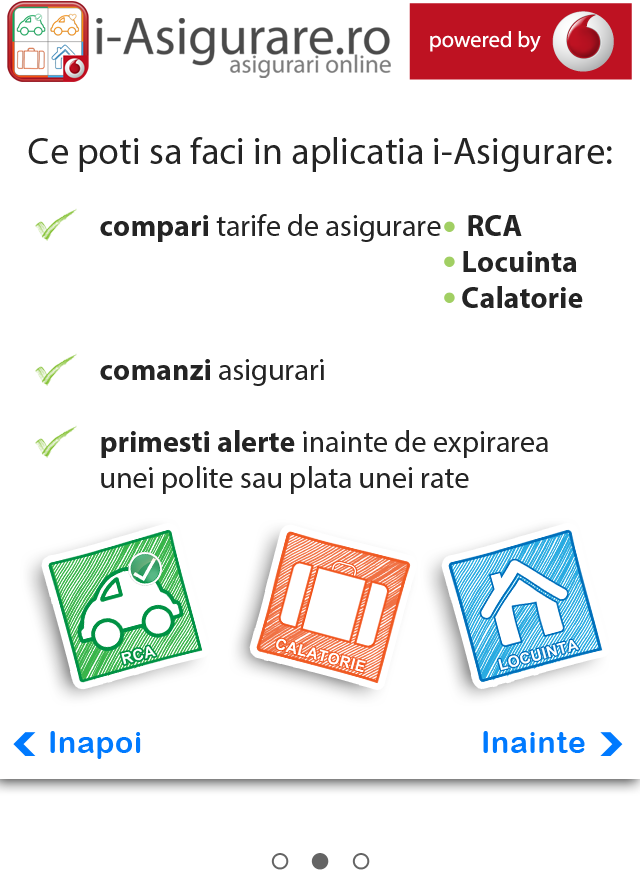 i-Asigurare.ro
asigurari online
powered by
Ce poti sa faci in aplicatia i-Asigurare:
compari tarife de asigurare • RCA
• Locuinta
• Calatorie
comanzi asigurari
primesti alerte inainte de expirarea
unei polite sau plata unei rate
RCA
CALATORIE
LOCUINTA
Inapoi
Inainte